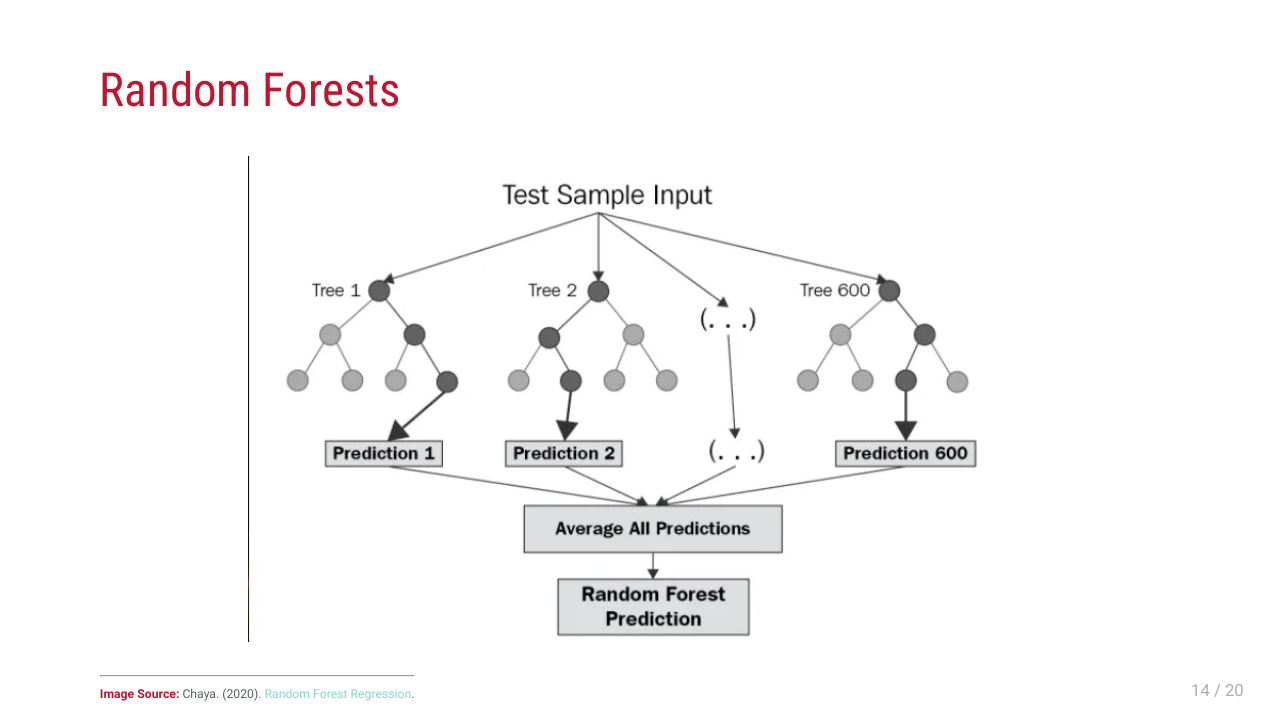 Random Forests
Test Sample Input
Tree 1
Tree 2
(. . .)
Tree 600
Prediction 1
Prediction 2
(. . .)
Prediction 600
Average All Predictions
Random Forest
Prediction
Image Source: Chaya. (2020). Random Forest Regression.
14 / 20